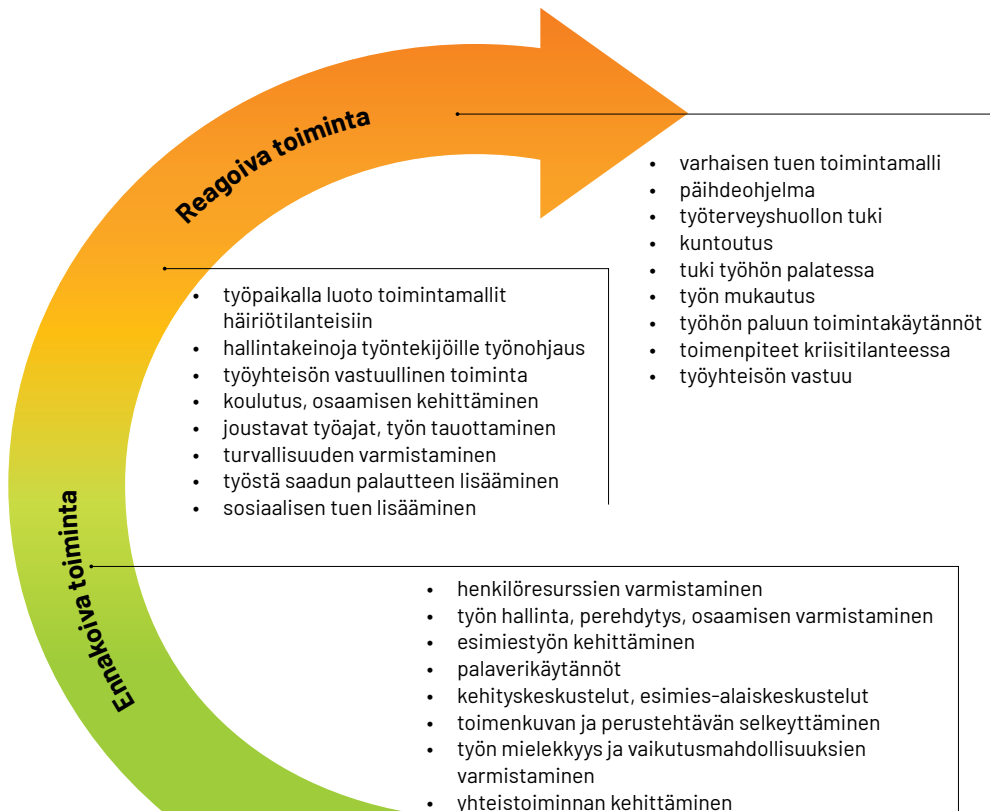 Reagoiva toiminta
• varhaisen tuen toimintamalli
• päihdeohjelma
• työterveyshuollon tuki
• kuntoutus
• tuki työhön palatessa
• työn mukautus
• työhön paluun toimintakäytännöt
• toimenpiteet kriisitilanteessa
• työyhteisön vastuu
• työpaikalla luoto toimintamallit
häiriötilanteisiin
• hallintakeinoja työntekijöille työnohjaus
• työyhteisön vastuullinen toiminta
• koulutus, osaamisen kehittäminen
• joustavat työajat, työn tauottaminen
• turvallisuuden varmistaminen
• työstä saadun palautteen lisääminen
• sosiaalisen tuen lisääminen
Ennakoiva toiminta
• henkilöresurssien varmistaminen
• työn hallinta, perehdytys, osaamisen varmistaminen
• esimiestyön kehittäminen
• palaverikäytännöt
• kehityskeskustelut, esimies-alaiskeskustelut
• toimenkuvan ja perustehtävän selkeyttäminen
• työn mielekkyys ja vaikutusmahdollisuuksien
varmistaminen
• yhteistoiminnan kehittäminen